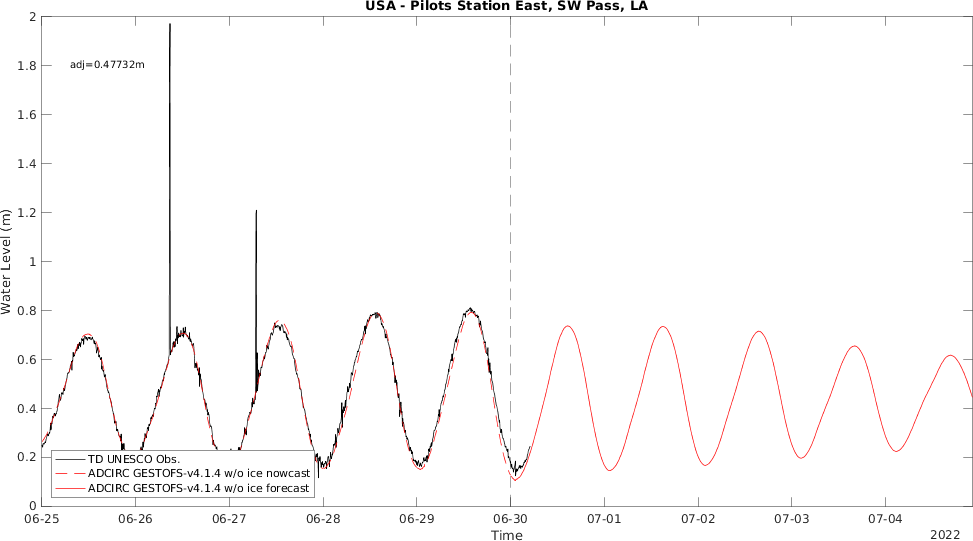 USA - Pilots Station East, SW Pass, LA
2
1.8
adj=0.47732m
1.6
1.4
1.2
1
0.8
0.6
0.4
0.2
0
Water Level (m)
TD UNESCO Obs.
ADCIRC GESTOFS-v4.1.4 w/o ice nowcast
ADCIRC GESTOFS-v4.1.4 w/o ice forecast
06-25 06-26 06-27 06-28 06-29 06-30 07-01 07-02 07-03 07-04
Time
2022